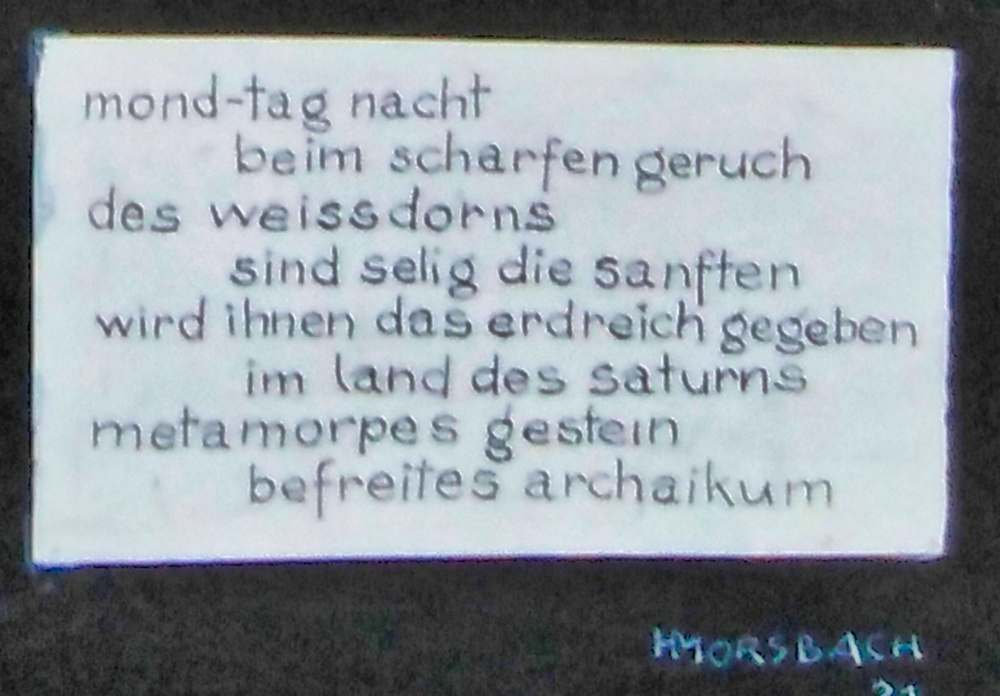 mond-tag nacht
beim scharfen geruch
des weissdorns
sind selig die sanften
wird ihnen das erdreich gegeben
im land des saturns
metamorpes gestein
befreites archaikum
HMORSBACH